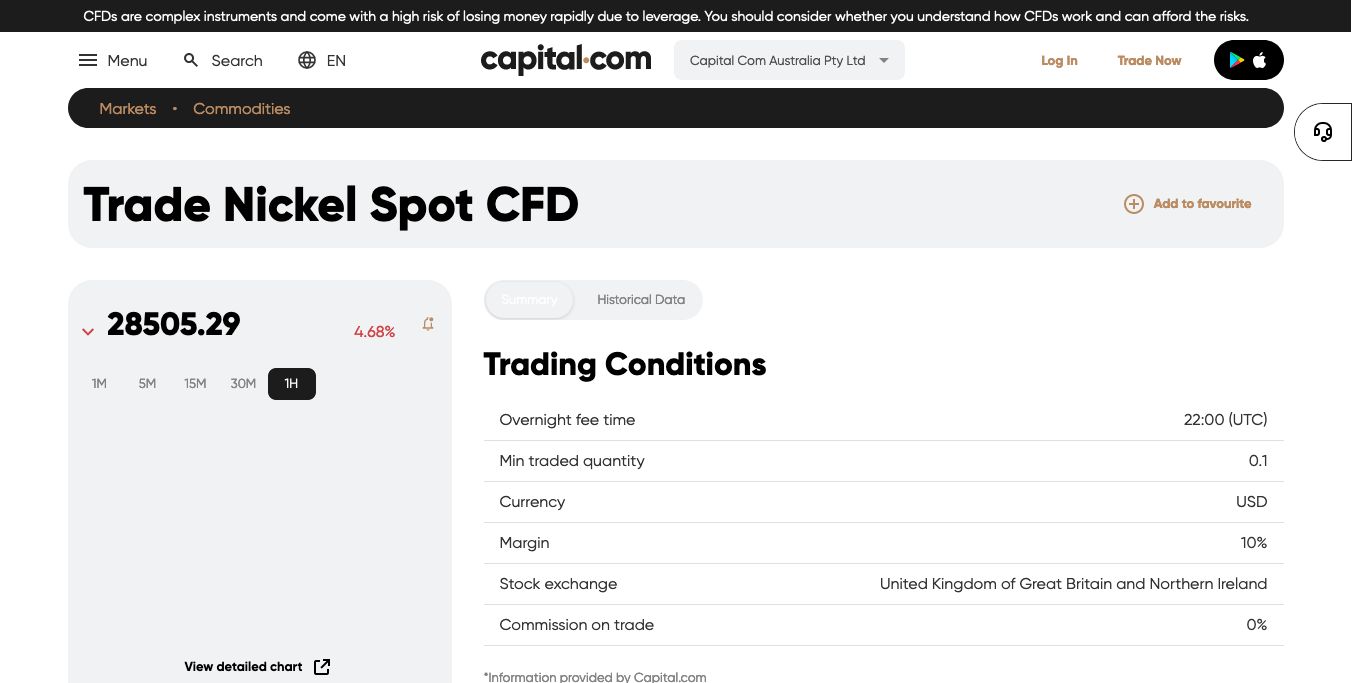 CFDs are complex instruments and come with a high risk of losing money rapidly due to leverage. You should consider whether you understand how CFDs work and can afford the risks.
Menu Search EN capital.com Capital Com Australia Pty Ltd Log In Trade Now
Markets • Commodities
Trade Nickel Spot CFD
Add to favourite
28505.29 4.68%
1M 5M 15M 30M 1H
View detailed chart
Summary Historical Data
Trading Conditions
Overnight fee time 22:00 (UTC)
Min traded quantity 0.1
Currency USD
Margin 10%
Stock exchange United Kingdom of Great Britain and Northern Ireland
Commission on trade 0%
*Information provided by Capital.com